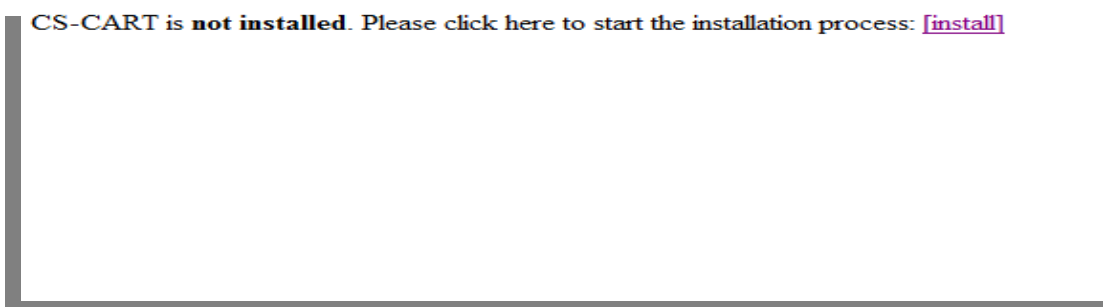 CS-CART is not installed. Please click here to start the installation process: [install]